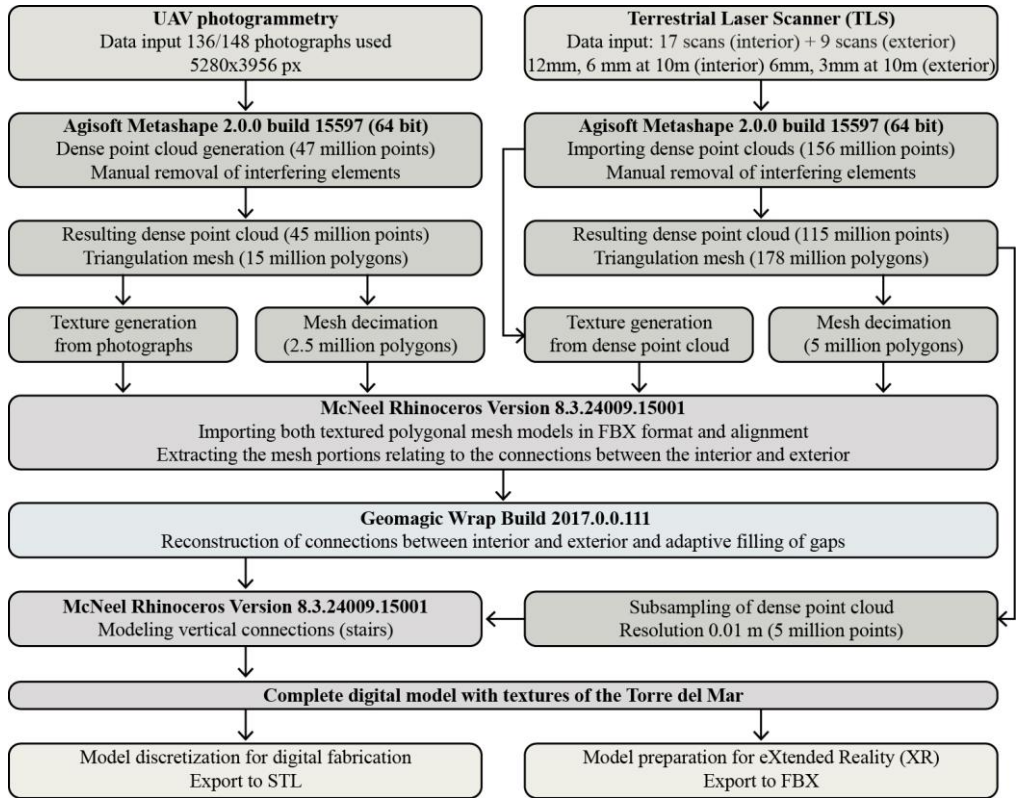 UAV photogrammetry
Data input 136/148 photographs used
5280x3956 px
Terrestrial Laser Scanner (TLS)
Data input: 17 scans (interior) + 9 scans (exterior)
12mm, 6 mm at 10m (interior) 6mm, 3mm at 10m (exterior)
Agisoft Metashape 2.0.0 build 15597 (64 bit)
Dense point cloud generation (47 million points)
Manual removal of interfering elements
Agisoft Metashape 2.0.0 build 15597 (64 bit)
Importing dense point clouds (156 million points)
Manual removal of interfering elements
Resulting dense point cloud (45 million points)
Triangulation mesh (15 million polygons)
Resulting dense point cloud (115 million points)
Triangulation mesh (178 million polygons)
Texture generation
from photographs
Mesh decimation
(2.5 million polygons)
Texture generation
from dense point cloud
Mesh decimation
(5 million polygons)
McNeel Rhinoceros Version 8.3.24009.15001
Importing both textured polygonal mesh models in FBX format and alignment
Extracting the mesh portions relating to the connections between the interior and exterior
Geomagic Wrap Build 2017.0.0.111
Reconstruction of connections between interior and exterior and adaptive filling of gaps
McNeel Rhinoceros Version 8.3.24009.15001
Modeling vertical connections (stairs)
Subsampling of dense point cloud
Resolution 0.01 m (5 million points)
Complete digital model with textures of the Torre del Mar
Model discretization for digital fabrication
Export to STL
Model preparation for eXtended Reality (XR)
Export to FBX